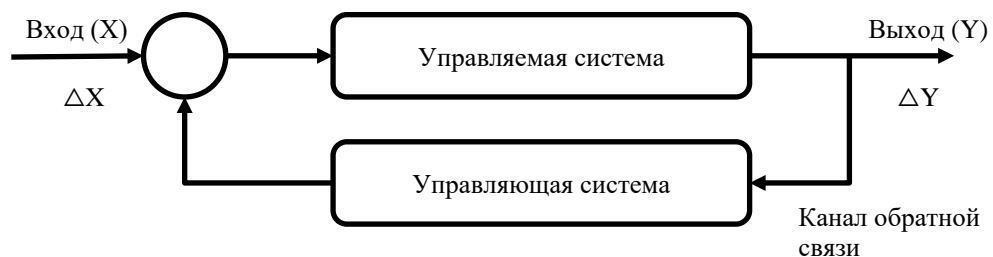 Вход (X)
Выход (Y)
Управляемая система
△X
△Y
Управляющая система
Канал обратной
связи